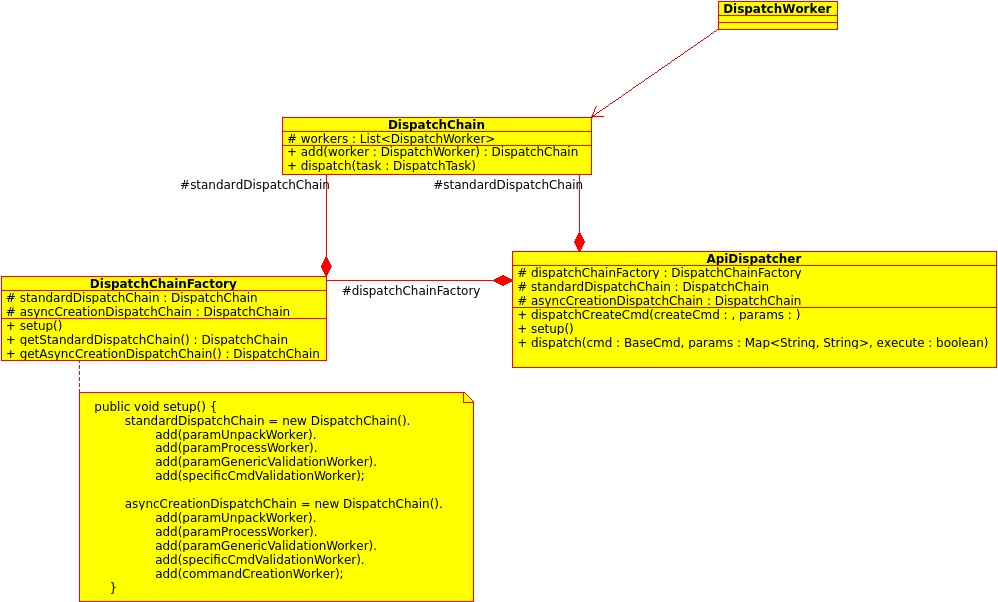 DispatchWorker
DispatchChain
# workers : List<DispatchWorker>
+ add(worker : DispatchWorker) : DispatchChain
+ dispatch(task : DispatchTask)
#standardDispatchChain
#standardDispatchChain
ApiDispatcher
# dispatchChainFactory : DispatchChainFactory
# standardDispatchChain : DispatchChain
# asyncCreationDispatchChain : DispatchChain
+ dispatchCreateCmd(createCmd : , params : )
+ setup()
+ dispatch(cmd : BaseCmd, params : Map<String, String>, execute : boolean)
#dispatchChainFactory
DispatchChainFactory
# standardDispatchChain : DispatchChain
# asyncCreationDispatchChain : DispatchChain
+ setup()
+ getStandardDispatchChain() : DispatchChain
+ getAsyncCreationDispatchChain() : DispatchChain
public void setup() {
standardDispatchChain = new DispatchChain().
add(paramUnpackWorker).
add(paramProcessWorker).
add(paramGenericValidationWorker).
add(specificCmdValidationWorker);
asyncCreationDispatchChain = new DispatchChain().
add(paramUnpackWorker).
add(paramProcessWorker).
add(paramGenericValidationWorker).
add(specificCmdValidationWorker).
add(commandCreationWorker);
}